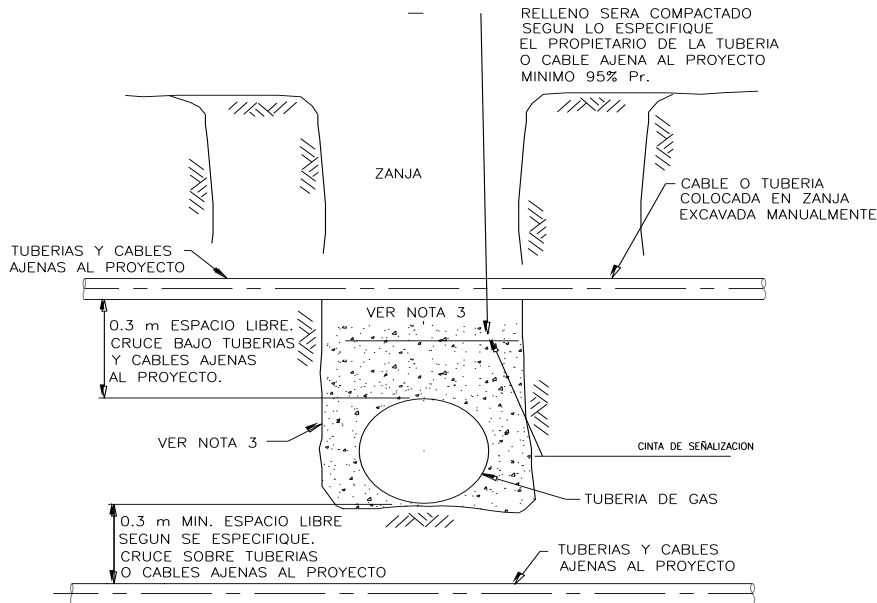 RELLENO SERA COMPACTADO
SEGUN LO ESPECIFIQUE
EL PROPIETARIO DE LA TUBERIA
O CABLE AJENA AL PROYECTO
MINIMO 95% Pr.
ZANJA
CABLE O TUBERIA
COLOCADA EN ZANJA
EXCAVADA MANUALMENTE
TUBERIAS Y CABLES
AJENAS AL PROYECTO
VER NOTA 3
0.3 m ESPACIO LIBRE.
CRUCE BAJO TUBERIAS
Y CABLES AJENAS
AL PROYECTO.
VER NOTA 3
CINTA DE SEÑALIZACION
TUBERIA DE GAS
0.3 m MIN. ESPACIO LIBRE
SEGUN SE ESPECIFIQUE.
CRUCE SOBRE TUBERIAS
O CABLES AJENAS AL PROYECTO
TUBERIAS Y CABLES
AJENAS AL PROYECTO